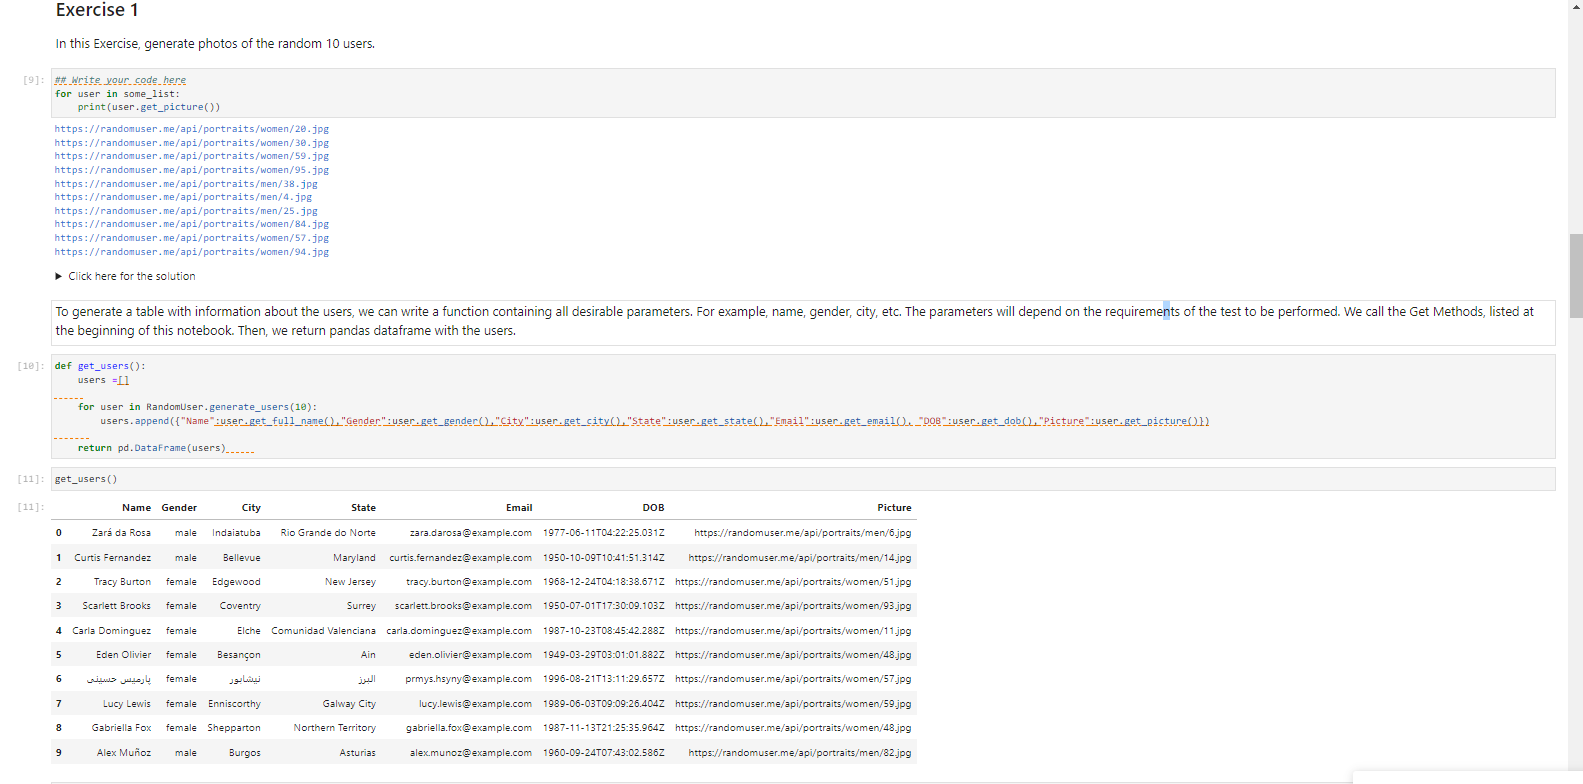 Exercise 1
In this Exercise, generate photos of the random 10 users.
[9]:
## Write your code here
for user in some_list:
    print(user.get_picture())
https://randomuser.me/api/portraits/women/20.jpg
https://randomuser.me/api/portraits/women/30.jpg
https://randomuser.me/api/portraits/women/59.jpg
https://randomuser.me/api/portraits/women/95.jpg
https://randomuser.me/api/portraits/men/38.jpg
https://randomuser.me/api/portraits/men/4.jpg
https://randomuser.me/api/portraits/men/25.jpg
https://randomuser.me/api/portraits/women/84.jpg
https://randomuser.me/api/portraits/women/57.jpg
https://randomuser.me/api/portraits/women/94.jpg
Click here for the solution
To generate a table with information about the users, we can write a function containing all desirable parameters. For example, name, gender, city, etc. The parameters will depend on the requirements of the test to be performed. We call the Get Methods, listed at
the beginning of this notebook. Then, we return pandas dataframe with the users.
[10]:
def get_users():
    users =[]
    for user in RandomUser.generate_users(10):
        users.append({"Name":user.get_full_name(),"Gender":user.get_gender(),"City":user.get_city(),"State":user.get_state(),"Email":user.get_email(), "DOB":user.get_dob(),"Picture":user.get_picture()})
    return pd.DataFrame(users)
[11]:
get_users()
[11]:
Name Gender City State Email DOB Picture
0 Zará da Rosa male Indaiatuba Rio Grande do Norte zara.darosa@example.com 1977-06-11T04:22:25.031Z https://randomuser.me/api/portraits/men/6.jpg
1 Curtis Fernandez male Bellevue Maryland curtis.fernandez@example.com 1950-10-09T10:41:51.314Z https://randomuser.me/api/portraits/men/14.jpg
2 Tracy Burton female Edgewood New Jersey tracy.burton@example.com 1968-12-24T04:18:38.671Z https://randomuser.me/api/portraits/women/51.jpg
3 Scarlett Brooks female Coventry Surrey scarlett.brooks@example.com 1950-07-01T17:30:09.103Z https://randomuser.me/api/portraits/women/93.jpg
4 Carla Dominguez female Elche Comunidad Valenciana carla.dominguez@example.com 1987-10-23T08:45:42.288Z https://randomuser.me/api/portraits/women/11.jpg
5 Eden Olivier female Besançon Ain eden.olivier@example.com 1949-03-29T03:01:01.882Z https://randomuser.me/api/portraits/women/48.jpg
6 پارمیس حسینی female نیشابور البرز prmys.hsyny@example.com 1996-08-21T13:11:29.657Z https://randomuser.me/api/portraits/women/57.jpg
7 Lucy Lewis female Enniscorthy Galway City lucy.lewis@example.com 1989-06-03T09:09:26.404Z https://randomuser.me/api/portraits/women/59.jpg
8 Gabriella Fox female Shepparton Northern Territory gabriella.fox@example.com 1987-11-13T21:25:35.964Z https://randomuser.me/api/portraits/women/48.jpg
9 Alex Muñoz male Burgos Asturias alex.munoz@example.com 1960-09-24T07:43:02.586Z https://randomuser.me/api/portraits/men/82.jpg